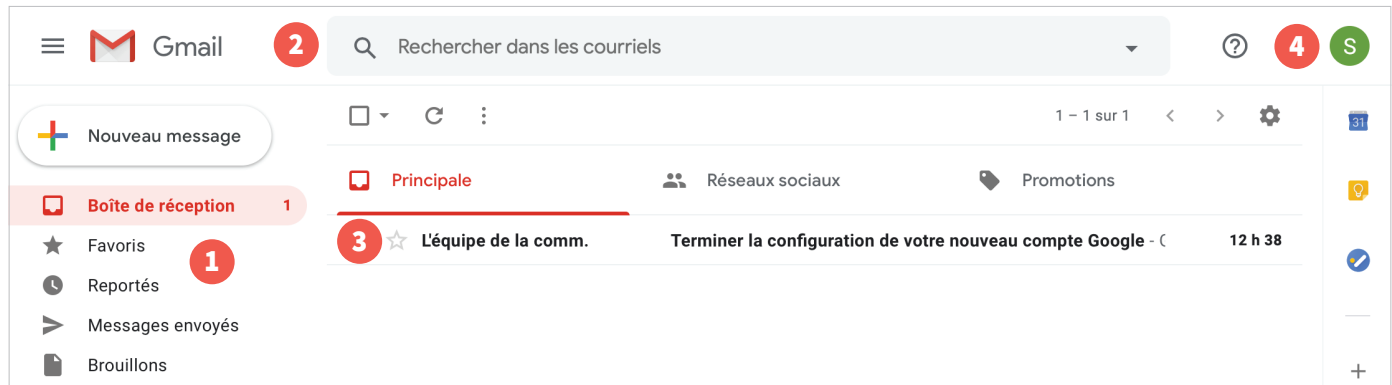 Gmail
2
Rechercher dans les courriels
4
S
Nouveau message
1 – 1 sur 1
31
Principale
Réseaux sociaux
Promotions
Boîte de réception 1
3
L'équipe de la comm. Terminer la configuration de votre nouveau compte Google - 12 h 38
Favoris
1
Reportés
Messages envoyés
Brouillons